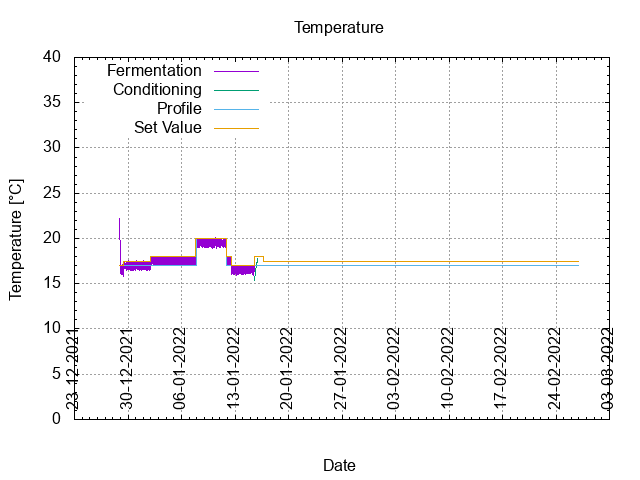 Temperature
Temperature [°C]
40
35
30
25
20
15
10
5
0
Fermentation
Conditioning
Profile
Set Value
23-12-2021
30-12-2021
06-01-2022
13-01-2022
20-01-2022
27-01-2022
03-02-2022
10-02-2022
17-02-2022
24-02-2022
03-03-2022
Date